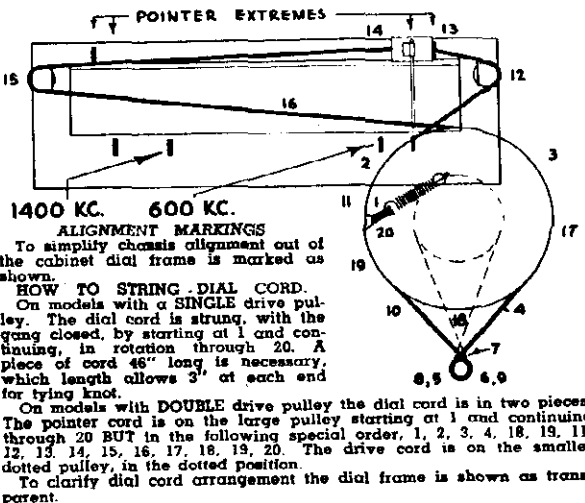 POINTER EXTREMES
14 13
15
12
16
2
3
1400 KC. 600 KC.
11
1
20
17
19
10
18
4
7
8,5 6,9
ALIGNMENT MARKINGS
To simplify chassis alignment out of
the cabinet dial frame is marked as
shown.
HOW TO STRING DIAL CORD.
On models with a SINGLE drive pul-
ley. The dial cord is strung, with the
gang closed, by starting at 1 and con-
tinuing, in rotation through 20. A
piece of cord 46" long is necessary,
which length allows 3" at each end
for tying knot.
On models with DOUBLE drive pulley the dial cord is in two pieces
The pointer cord is on the large pulley starting at 1 and continuin
through 20 BUT in the following special order, 1, 2, 3, 4, 18, 19, 11
12, 13, 14, 15, 16, 17, 18, 19, 20. The drive cord is on the smalle
dotted pulley, in the dotted position.
To clarify dial cord arrangement the dial frame is shown as trans
parent.